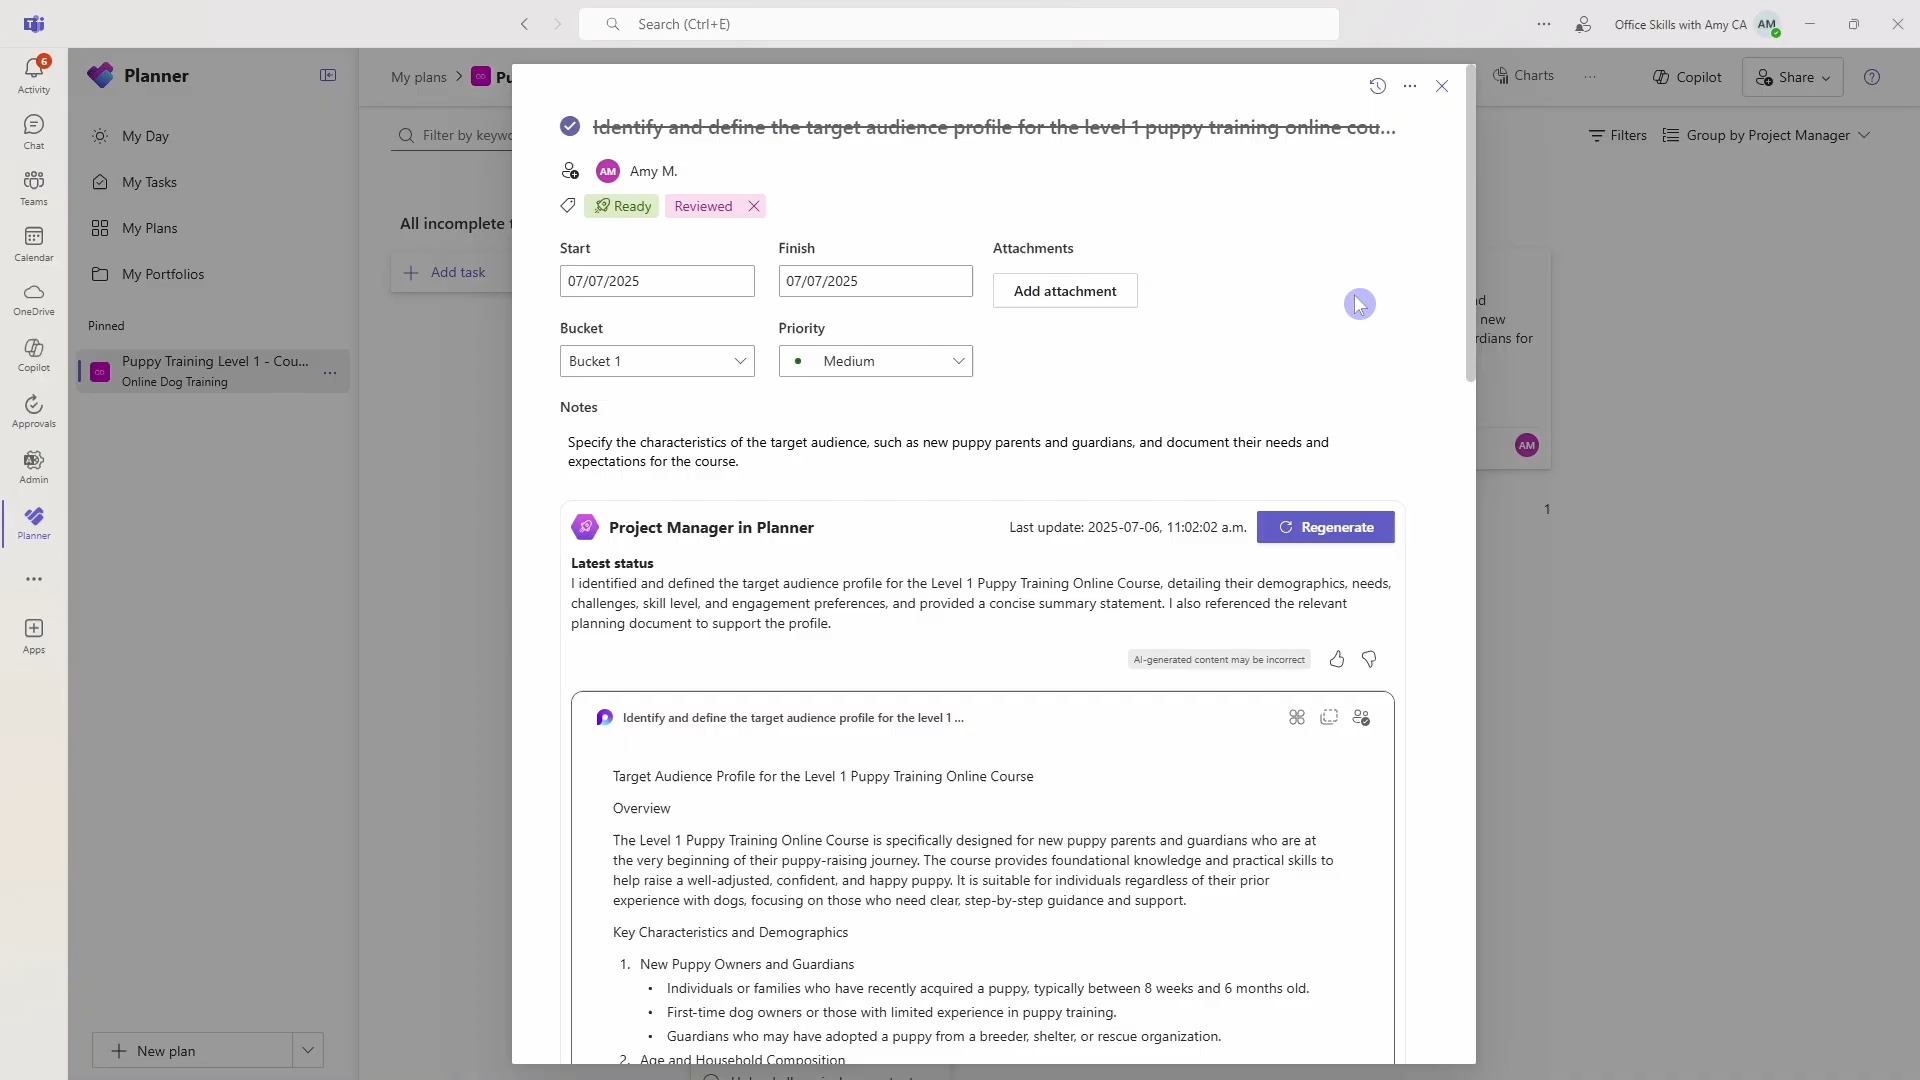 Search (Ctrl+E)
Office Skills with Amy CA
AM
6
Activity
Chat
Teams
Calendar
OneDrive
Copilot
Approvals
Admin
Planner
Apps
Planner
My Day
My Tasks
My Plans
My Portfolios
Pinned
Puppy Training Level 1 - Cou...
Online Dog Training
New plan
My plans
Pu
Charts
Copilot
Share
Filter by keywo
Filters
Group by Project Manager
All incomplete t
Add task
Identify and define the target audience profile for the level 1 puppy training online cou...
AM
Amy M.
Ready
Reviewed
Start
Finish
Attachments
07/07/2025
07/07/2025
Add attachment
Bucket
Priority
Bucket 1
Medium
Notes
Specify the characteristics of the target audience, such as new puppy parents and guardians, and document their needs and
expectations for the course.
Project Manager in Planner
Last update: 2025-07-06, 11:02:02 a.m.
Regenerate
Latest status
I identified and defined the target audience profile for the Level 1 Puppy Training Online Course, detailing their demographics, needs,
challenges, skill level, and engagement preferences, and provided a concise summary statement. I also referenced the relevant
planning document to support the profile.
AI-generated content may be incorrect
Identify and define the target audience profile for the level 1 ...
Target Audience Profile for the Level 1 Puppy Training Online Course
Overview
The Level 1 Puppy Training Online Course is specifically designed for new puppy parents and guardians who are at
the very beginning of their puppy-raising journey. The course provides foundational knowledge and practical skills to
help raise a well-adjusted, confident, and happy puppy. It is suitable for individuals regardless of their prior
experience with dogs, focusing on those who need clear, step-by-step guidance and support.
Key Characteristics and Demographics
1. New Puppy Owners and Guardians
• Individuals or families who have recently acquired a puppy, typically between 8 weeks and 6 months old.
• First-time dog owners or those with limited experience in puppy training.
• Guardians who may have adopted a puppy from a breeder, shelter, or rescue organization.
2. Age and Household Composition
d
new
rdians for
AM
1